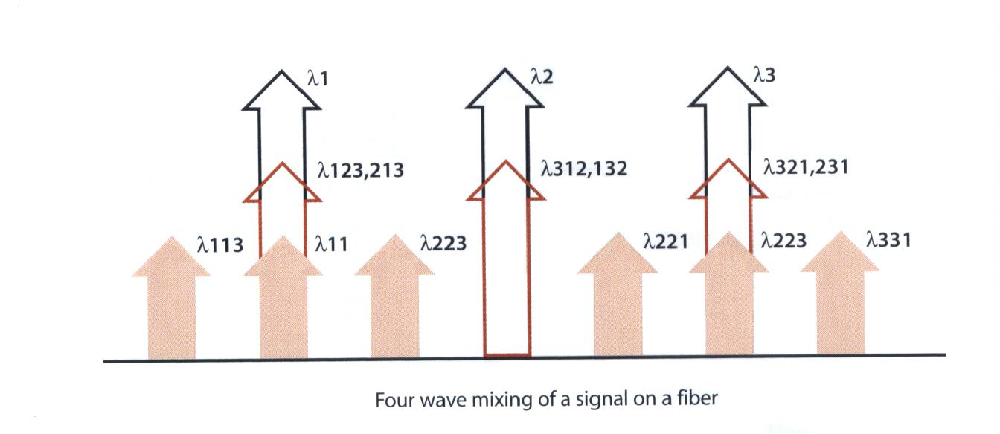 λ1
λ2
λ3
λ123,213
λ312,132
λ321,231
λ113
λ11
λ223
λ221
λ223
λ331
Four wave mixing of a signal on a fiber